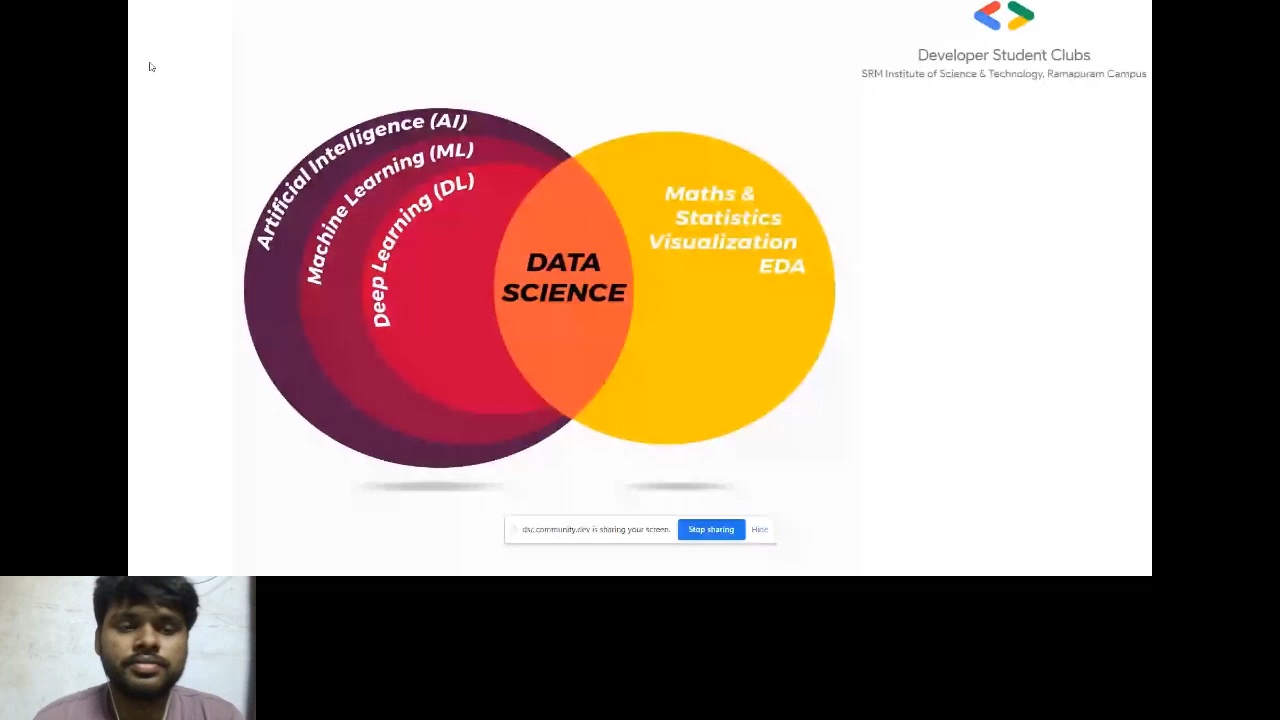 Developer Student Clubs
SRM Institute of Science & Technology, Ramapuram Campus
Artificial Intelligence (AI)
Machine Learning (ML)
Deep Learning (DL)
DATA
SCIENCE
Maths &
Statistics
Visualization
EDA
dsc.community.dev is sharing your screen.
Stop sharing
Hide